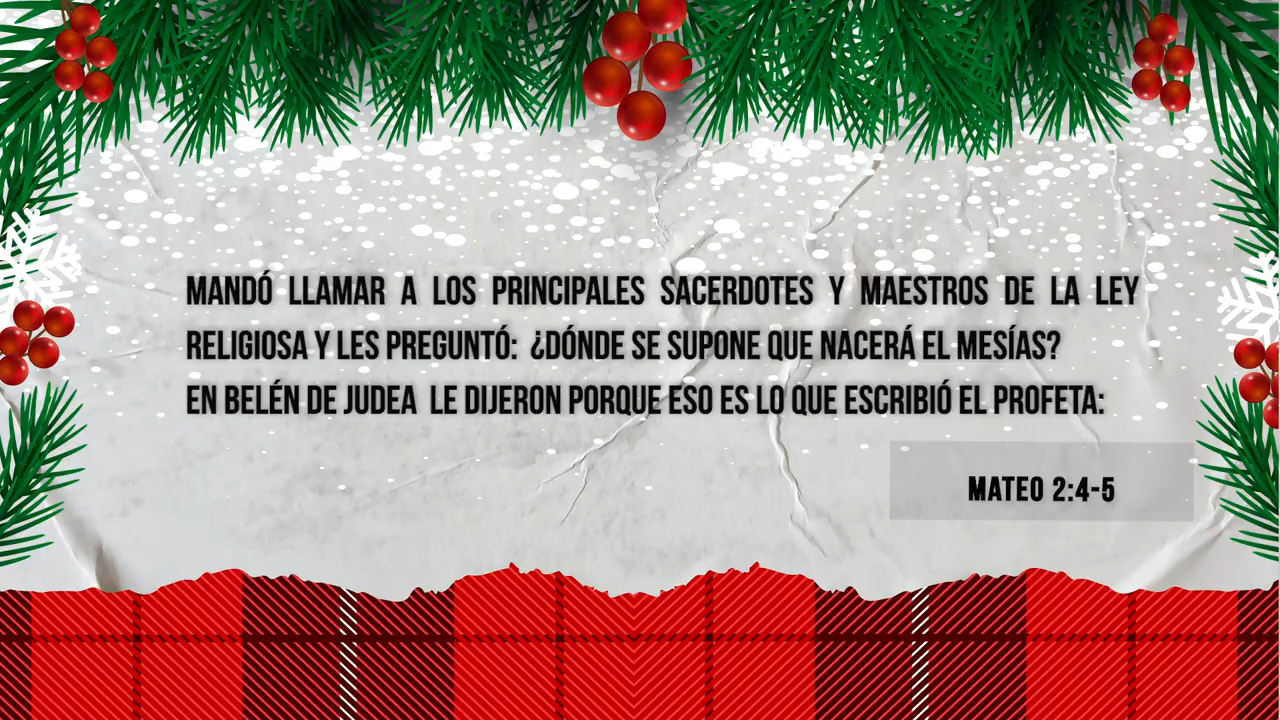 MANDÓ LLAMAR A LOS PRINCIPALES SACERDOTES Y MAESTROS DE LA LEY
RELIGIOSA Y LES PREGUNTÓ: ¿DÓNDE SE SUPONE QUE NACERÁ EL MESÍAS?
EN BELÉN DE JUDEA LE DIJERON PORQUE ESO ES LO QUE ESCRIBIÓ EL PROFETA:
MATEO 2:4-5